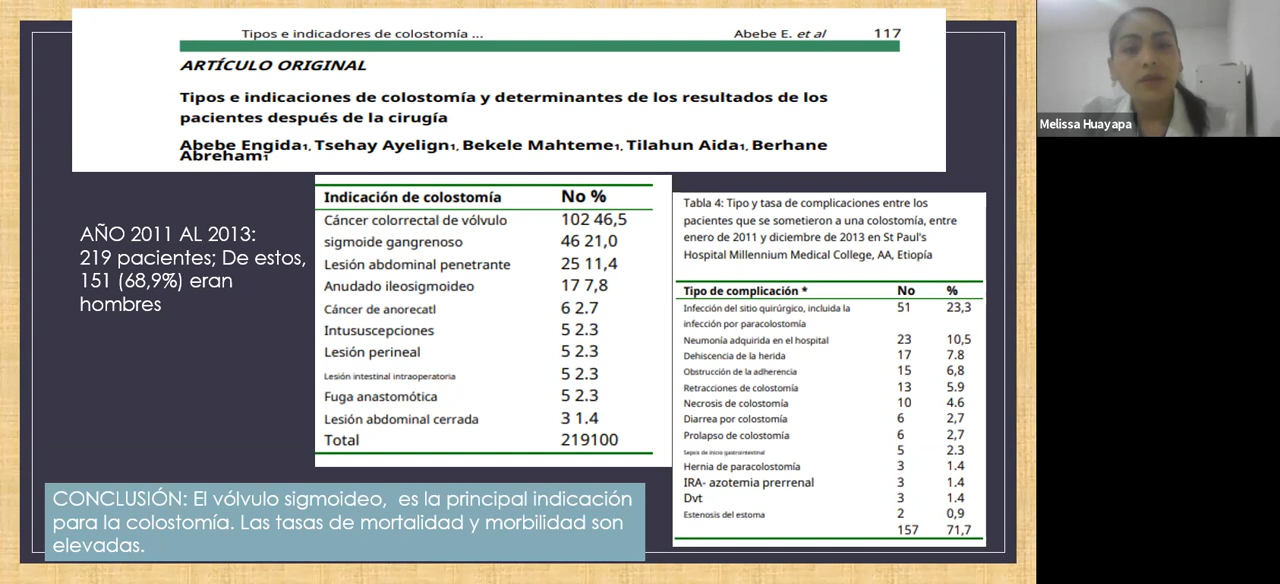 Tipos e indicadores de colostomía ... Abebe E. et al 117
ARTÍCULO ORIGINAL
Tipos e indicaciones de colostomía y determinantes de los resultados de los
pacientes después de la cirugía
Abebe Engida1, Tsehay Ayelign1, Bekele Mahteme1, Tilahun Aida1, Berhane
Abreham1
AÑO 2011 AL 2013:
219 pacientes; De estos,
151 (68,9%) eran
hombres
Indicación de colostomía No %
Cáncer colorrectal de vólvulo 102 46,5
sigmoide gangrenoso 46 21,0
Lesión abdominal penetrante 25 11,4
Anudado ileosigmoideo 17 7,8
Cáncer de anorecatl 6 2.7
Intususcepciones 5 2.3
Lesión perineal 5 2.3
Lesión intestinal intraoperatoria 5 2.3
Fuga anastomótica 5 2.3
Lesión abdominal cerrada 3 1.4
Total 219100
Tabla 4: Tipo y tasa de complicaciones entre los
pacientes que se sometieron a una colostomía, entre
enero de 2011 y diciembre de 2013 en St Paul's
Hospital Millennium Medical College, AA, Etiopía
Tipo de complicación * No %
Infección del sitio quirúrgico, incluida la 51 23,3
infección por paracolostomía
Neumonía adquirida en el hospital 23 10,5
Dehiscencia de la herida 17 7.8
Obstrucción de la adherencia 15 6,8
Retracciones de colostomía 13 5.9
Necrosis de colostomía 10 4.6
Diarrea por colostomía 6 2,7
Prolapso de colostomía 6 2,7
Sepsis de inicio gastrointestinal 5 2.3
Hernia de paracolostomía 3 1.4
IRA- azotemia prerrenal 3 1.4
Dvt 3 1.4
Estenosis del estoma 2 0,9
157 71,7
CONCLUSIÓN: El vólvulo sigmoideo, es la principal indicación
para la colostomía. Las tasas de mortalidad y morbilidad son
elevadas.
Melissa Huayapa